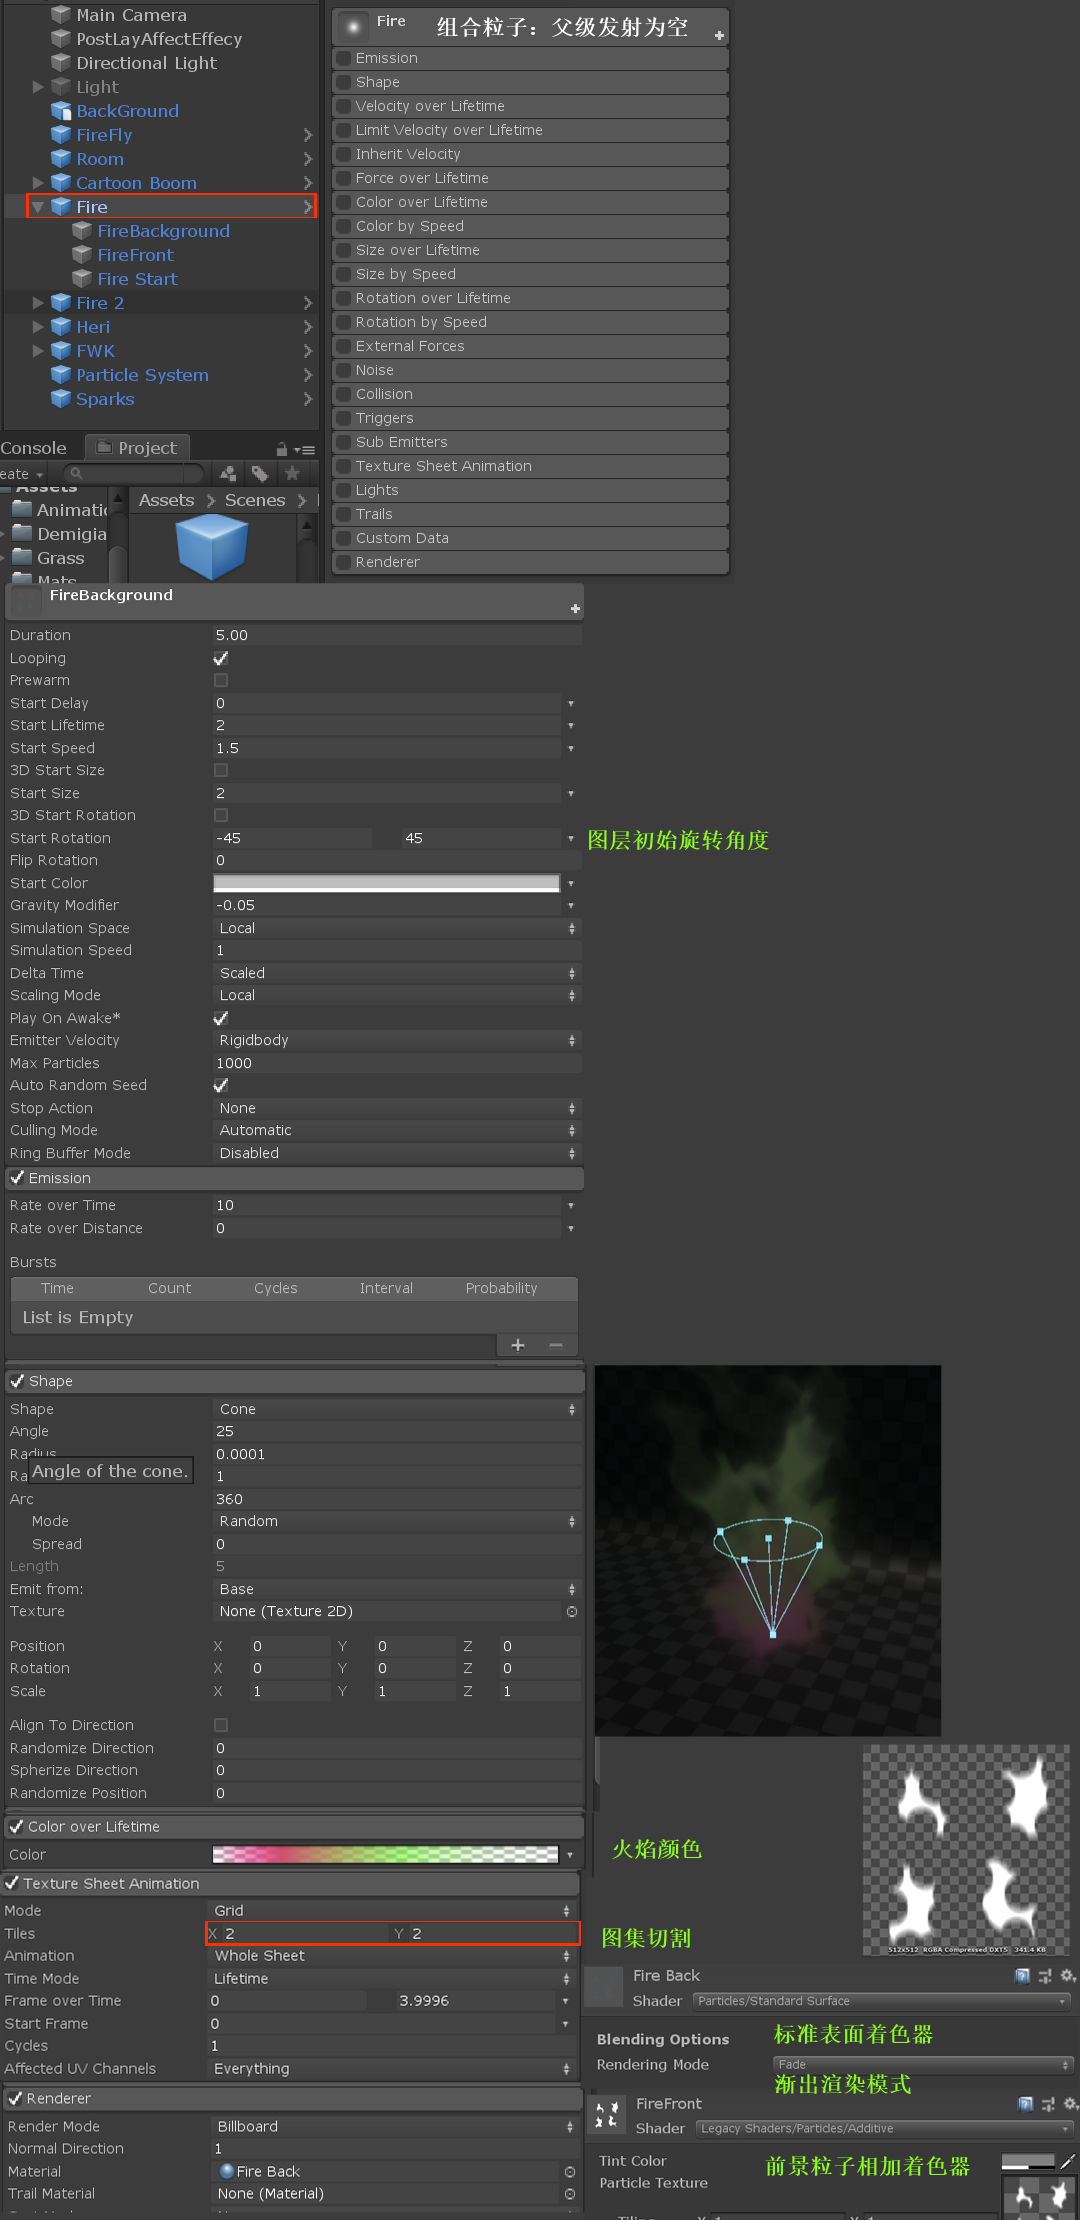 Main Camera
PostLayAffectEffecy
Directional Light
Light
BackGround
FireFly
Room
Cartoon Boom
Fire
FireBackground
FireFront
Fire Start
Fire 2
Heri
FWK
Particle System
Sparks
Console Project
eate
Assets
Animatic
Demigia
Grass
Mats
Assets Scenes
Fire 组合粒子：父级发射为空
Emission
Shape
Velocity over Lifetime
Limit Velocity over Lifetime
Inherit Velocity
Force over Lifetime
Color over Lifetime
Color by Speed
Size over Lifetime
Size by Speed
Rotation over Lifetime
Rotation by Speed
External Forces
Noise
Collision
Triggers
Sub Emitters
Texture Sheet Animation
Lights
Trails
Custom Data
Renderer
FireBackground
Duration 5.00
Looping
Prewarm
Start Delay 0
Start Lifetime 2
Start Speed 1.5
3D Start Size
Start Size 2
3D Start Rotation
Start Rotation -45 45 图层初始旋转角度
Flip Rotation 0
Start Color
Gravity Modifier -0.05
Simulation Space Local
Simulation Speed 1
Delta Time Scaled
Scaling Mode Local
Play On Awake*
Emitter Velocity Rigidbody
Max Particles 1000
Auto Random Seed
Stop Action None
Culling Mode Automatic
Ring Buffer Mode Disabled
Emission
Rate over Time 10
Rate over Distance 0
Bursts
Time Count Cycles Interval Probability
List is Empty
Shape
Shape Cone
Angle 25
Radius 0.0001
Ra 1
Angle of the cone.
Arc 360
Mode Random
Spread 0
Length 5
Emit from: Base
Texture None (Texture 2D)
Position X 0 Y 0 Z 0
Rotation X 0 Y 0 Z 0
Scale X 1 Y 1 Z 1
Align To Direction
Randomize Direction 0
Spherize Direction 0
Randomize Position 0
Color over Lifetime
Color 火焰颜色
Texture Sheet Animation
Mode Grid
Tiles X 2 Y 2 图集切割
Animation Whole Sheet
Time Mode Lifetime
Frame over Time 0 3.9996
Start Frame 0
Cycles 1
Affected UV Channels Everything
Renderer
Render Mode Billboard
Normal Direction 1
Material Fire Back
Trail Material None (Material)
512x512 RGBA Compressed DXT5 341.4 KB
Fire Back
Shader Particles/Standard Surface
标准表面着色器
Blending Options
Rendering Mode Fade
渐出渲染模式
FireFront
Shader Legacy Shaders/Particles/Additive
Tint Color 前景粒子相加着色器
Particle Texture